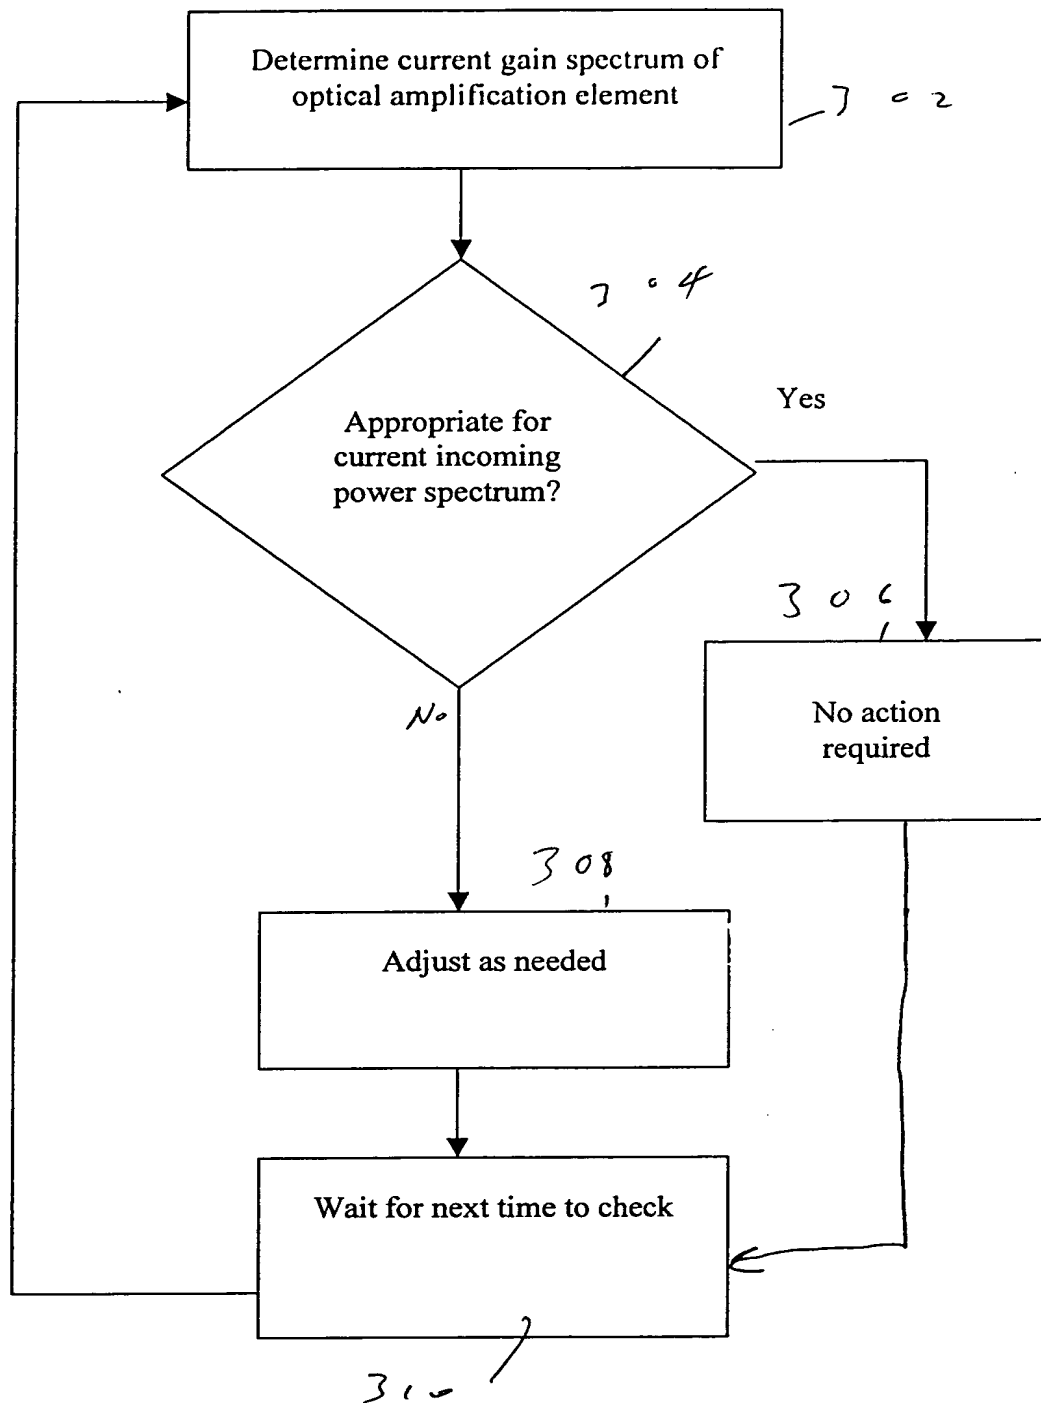 Determine current gain spectrum of
optical amplification element
302
304
Yes
Appropriate for
current incoming
power spectrum?
306
No
No action
required
308
Adjust as needed
Wait for next time to check
310